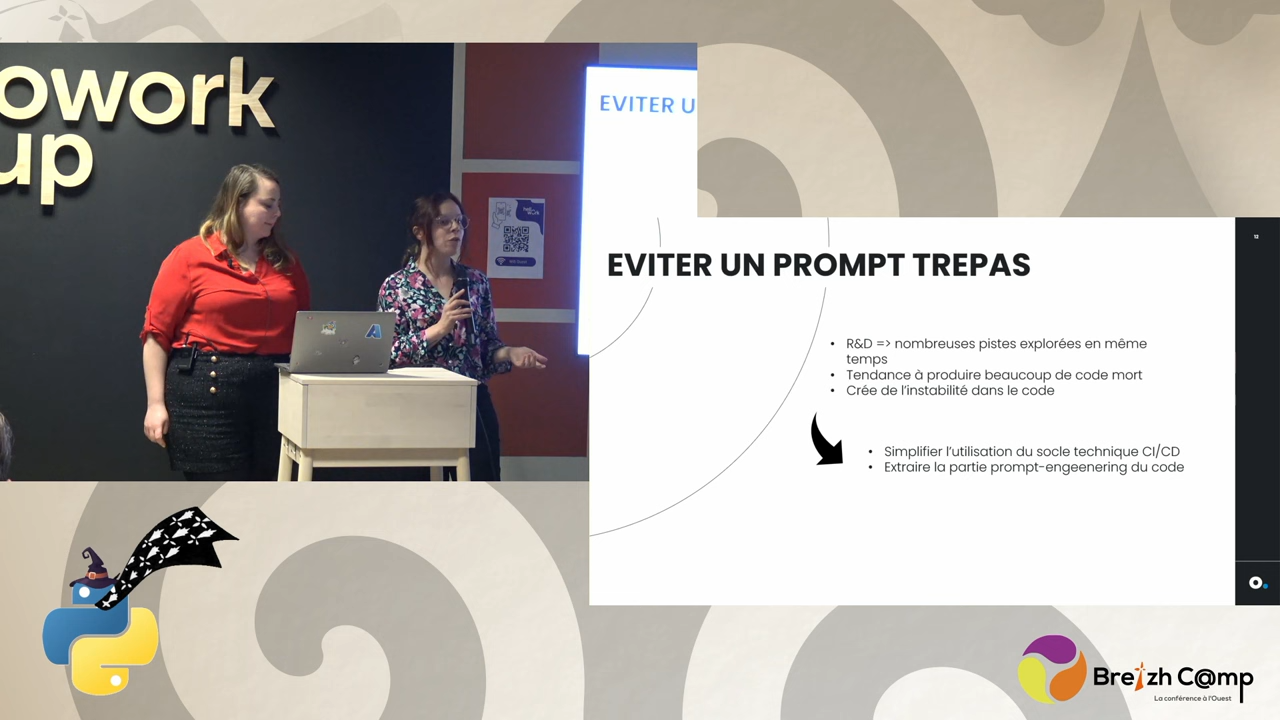 owork
up
EVITER U
12
EVITER UN PROMPT TREPAS
• R&D => nombreuses pistes explorées en même
temps
• Tendance à produire beaucoup de code mort
• Crée de l'instabilité dans le code
• Simplifier l'utilisation du socle technique CI/CD
• Extraire la partie prompt-engeenering du code
Breizh C@mp
La conférence à l'Ouest